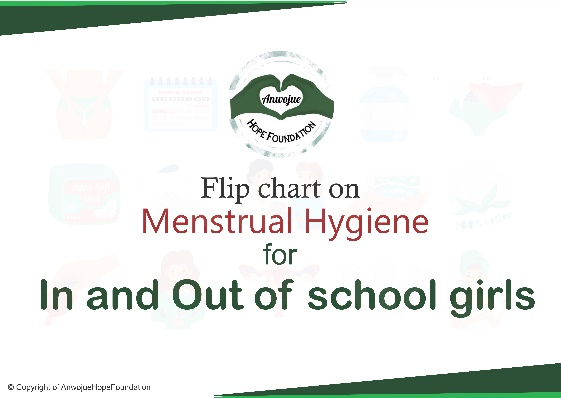 Anwojue
HOPE FOUNDATION
Flip chart on
Menstrual Hygiene
for
In and Out of school girls
© Copyright of AnwojueHopeFoundation